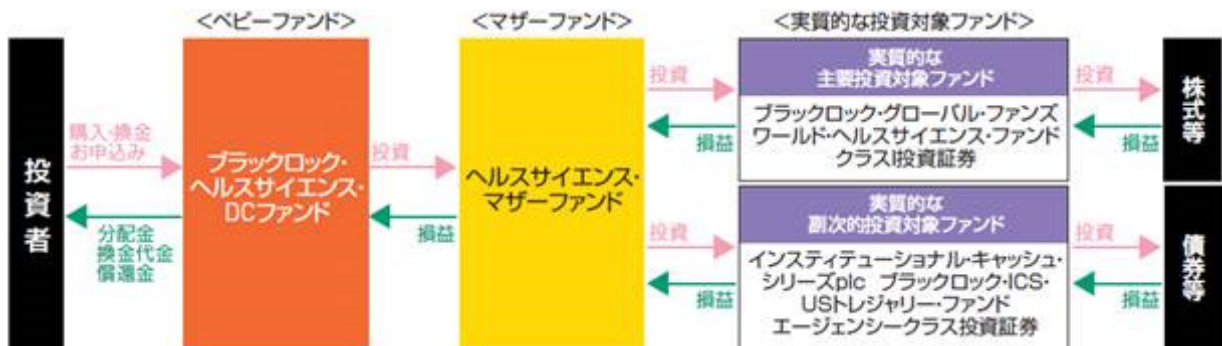 <ベビーファンド>
<マザーファンド>
<実質的な投資対象ファンド>
投資者
購入・換金
お申込み
分配金
換金代金
償還金
ブラックロック・
ヘルスサイエンス・
DCファンド
投資
損益
ヘルスサイエンス・
マザーファンド
投資
損益
実質的な
主要投資対象ファンド
ブラックロック・グローバル・ファンズ
ワールド・ヘルスサイエンス・ファンド
クラスI投資証券
投資
損益
株式等
投資
損益
実質的な
副次的投資対象ファンド
インスティテューショナル・キャッシュ・
シリーズplc ブラックロック・ICS・
USトレジャリー・ファンド
エージェンシークラス投資証券
投資
損益
債券等